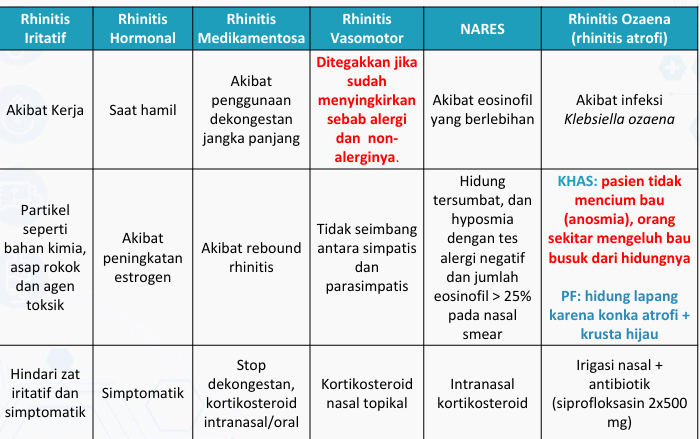 Rhinitis
Iritatif
Rhinitis
Hormonal
Rhinitis
Medikamentosa
Rhinitis
Vasomotor
NARES
Rhinitis Ozaena
(rhinitis atrofi)
Akibat Kerja
Saat hamil
Akibat
penggunaan
dekongestan
jangka panjang
Ditegakkan jika
sudah
menyingkirkan
sebab alergi
dan non-
alerginya.
Akibat eosinofil
yang berlebihan
Akibat infeksi
Klebsiella ozaena
Partikel
seperti
bahan kimia,
asap rokok
dan agen
toksik
Akibat
peningkatan
estrogen
Akibat rebound
rhinitis
Tidak seimbang
antara simpatis
dan
parasimpatis
Hidung
tersumbat, dan
hyposmia
dengan tes
alergi negatif
dan jumlah
eosinofil > 25%
pada nasal
smear
KHAS: pasien tidak
mencium bau
(anosmia), orang
sekitar mengeluh bau
busuk dari hidungnya
PF: hidung lapang
karena konka atrofi +
krusta hijau
Hindari zat
iritatif dan
simptomatik
Simptomatik
Stop
dekongestan,
kortikosteroid
intranasal/oral
Kortikosteroid
nasal topikal
Intranasal
kortikosteroid
Irigasi nasal +
antibiotik
(siprofloksasin 2x500
mg)